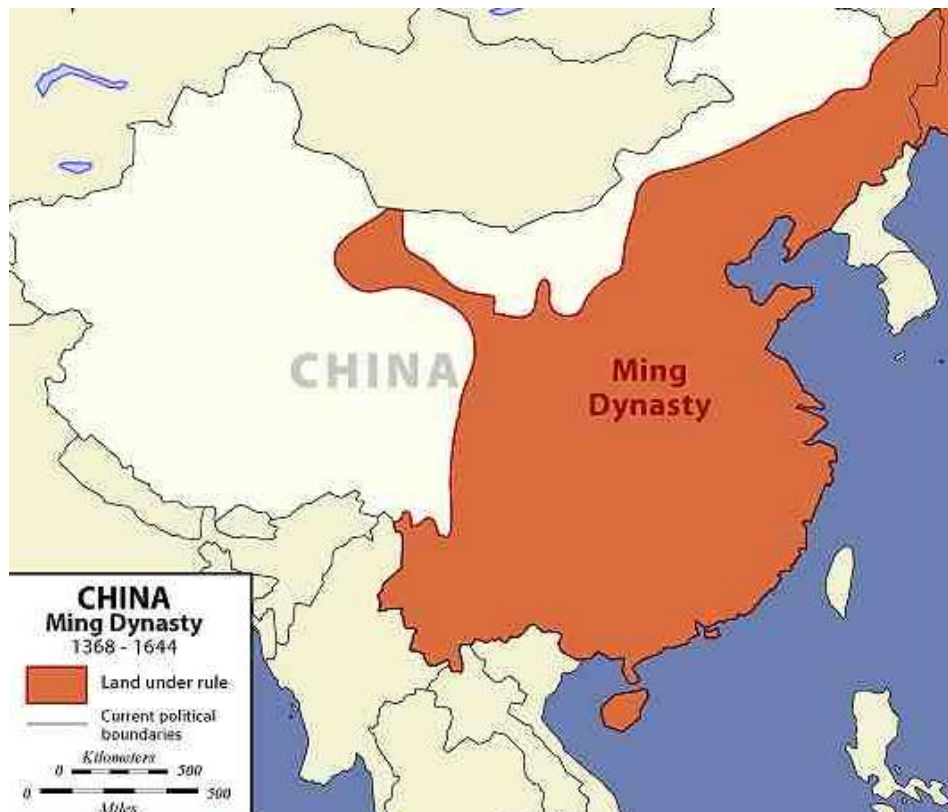 CHINA
Ming
Dynasty
CHINA
Ming Dynasty
1368 - 1644
Land under rule
Current political
boundaries
Kilometers
0 500
0 500
Miles